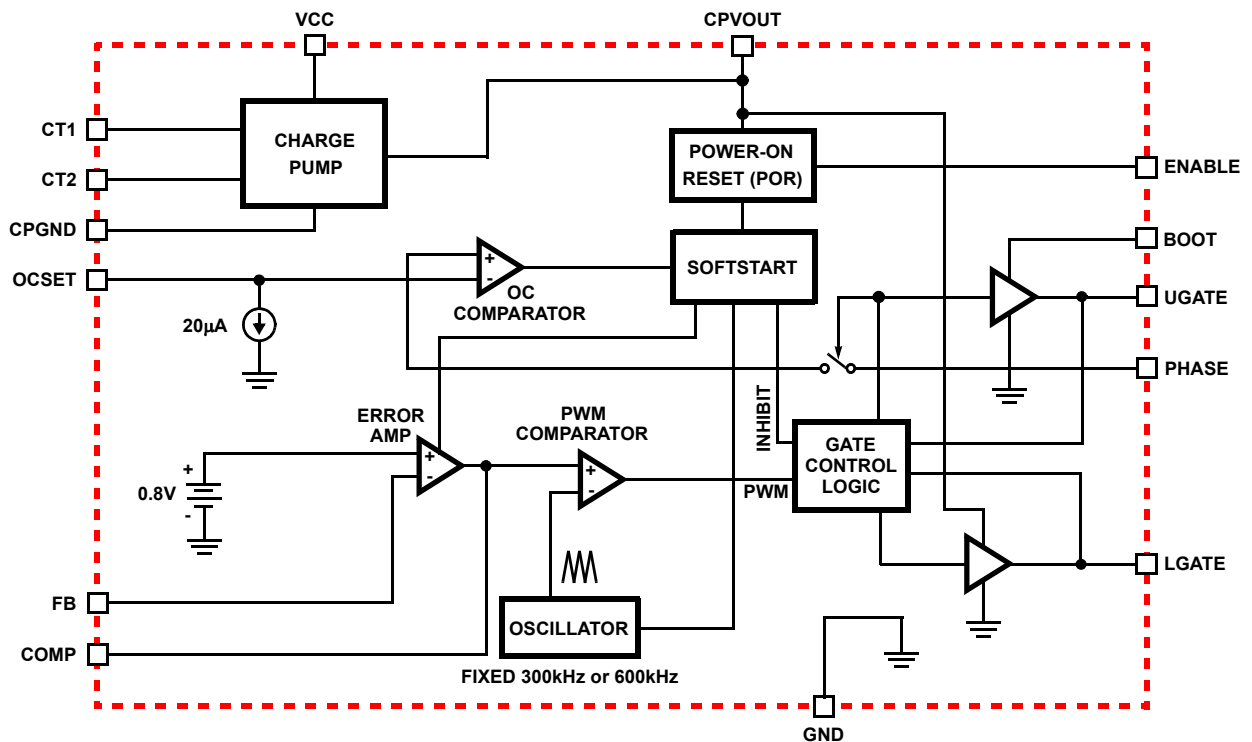 VCC
CPVOUT
CT1
CHARGE
PUMP
CT2
CPGND
POWER-ON
RESET (POR)
ENABLE
BOOT
OCSET
+
-
OC
COMPARATOR
SOFTSTART
UGATE
20μA
PHASE
INHIBIT
ERROR
AMP
PWM
COMPARATOR
+
0.8V
-
+
-
+
-
PWM
GATE
CONTROL
LOGIC
LGATE
FB
OSCILLATOR
COMP
FIXED 300kHz or 600kHz
GND